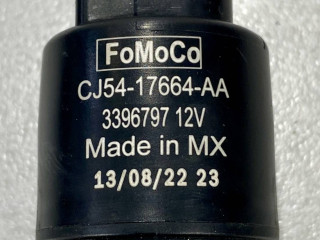 FoMoCo
CJ54-17664-AA
3396797 12V
Made in MX
13/08/22 23